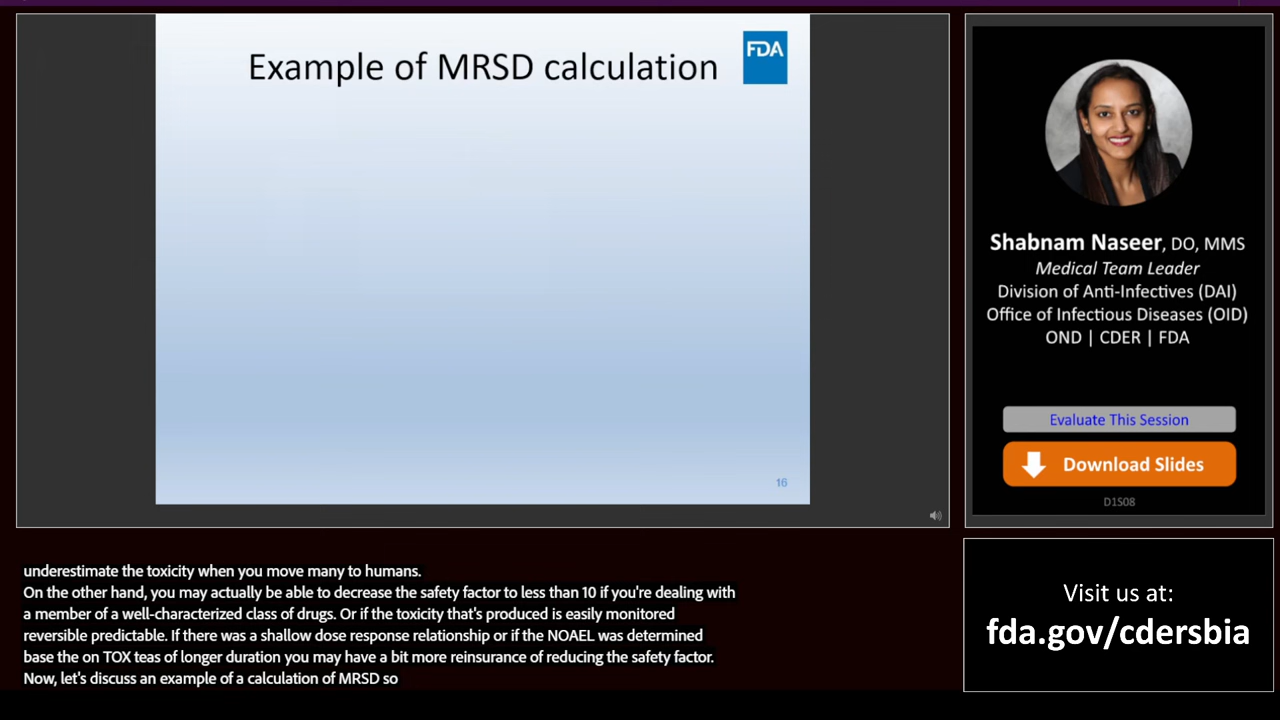 Example of MRSD calculation
FDA
16
Shabnam Naseer, DO, MMS
Medical Team Leader
Division of Anti-Infectives (DAI)
Office of Infectious Diseases (OID)
OND | CDER | FDA
Evaluate This Session
Download Slides
D1S08
underestimate the toxicity when you move many to humans.
On the other hand, you may actually be able to decrease the safety factor to less than 10 if you're dealing with
a member of a well-characterized class of drugs. Or if the toxicity that's produced is easily monitored
reversible predictable. If there was a shallow dose response relationship or if the NOAEL was determined
base the on TOX teas of longer duration you may have a bit more reinsurance of reducing the safety factor.
Now, let's discuss an example of a calculation of MRSD so
Visit us at:
fda.gov/cdersbia